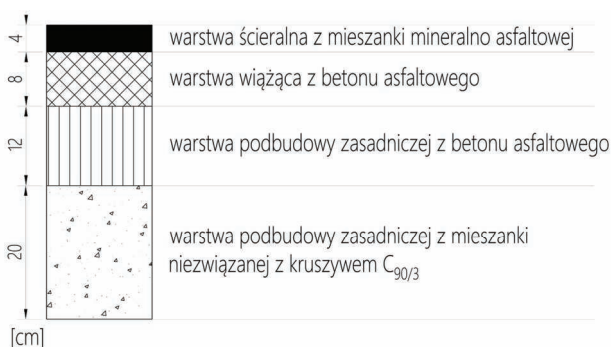 4 warstwa ścieralna z mieszanki mineralno asfaltowej
8 warstwa wiążąca z betonu asfaltowego
12 warstwa podbudowy zasadniczej z betonu asfaltowego
20 warstwa podbudowy zasadniczej z mieszanki
niezwiązanej z kruszywem C90/3
[cm]